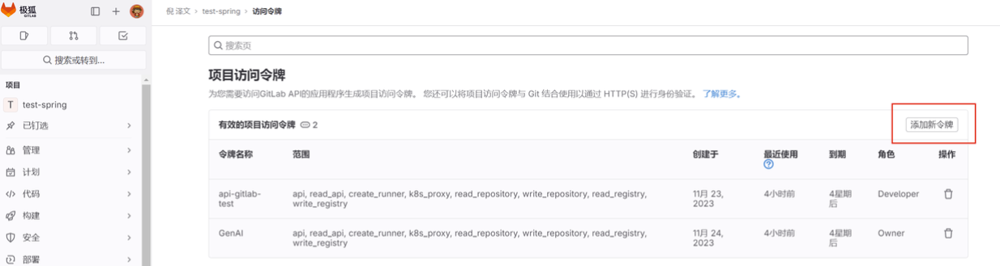 极狐
GITLAB
倪 泽文 > test-spring > 访问令牌
搜索或转到...
项目
T test-spring
已钉选
管理
计划
代码
构建
安全
部署
搜索页
项目访问令牌
为您需要访问GitLab API的应用程序生成项目访问令牌。 您还可以将项目访问令牌与 Git 结合使用以通过 HTTP(S) 进行身份验证。 了解更多。
有效的项目访问令牌 2
添加新令牌
令牌名称 范围 创建于 最近使用 到期 角色 操作
api-gitlab-test api, read_api, create_runner, k8s_proxy, read_repository, write_repository, read_registry, write_registry 11月 23, 2023 4小时前 4星期后 Developer
GenAI api, read_api, create_runner, k8s_proxy, read_repository, write_repository, read_registry, write_registry 11月 24, 2023 4小时前 4星期后 Owner